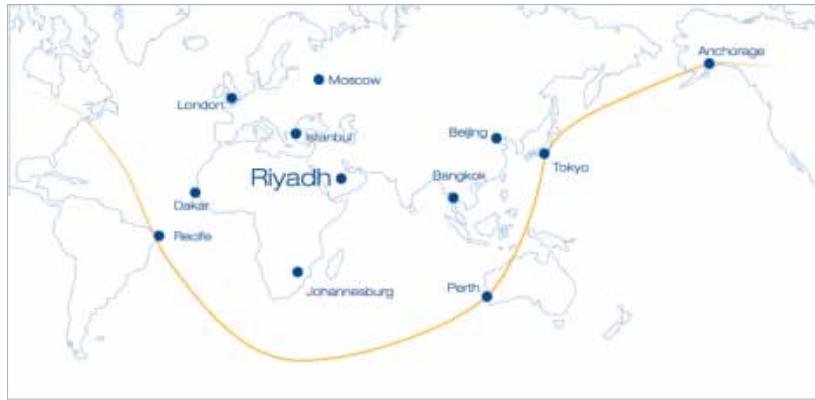 Anchorage
Moscow
London
Istanbul
Beijing
Tokyo
Riyadh
Bangkok
Dakar
Recife
Johannesburg
Perth